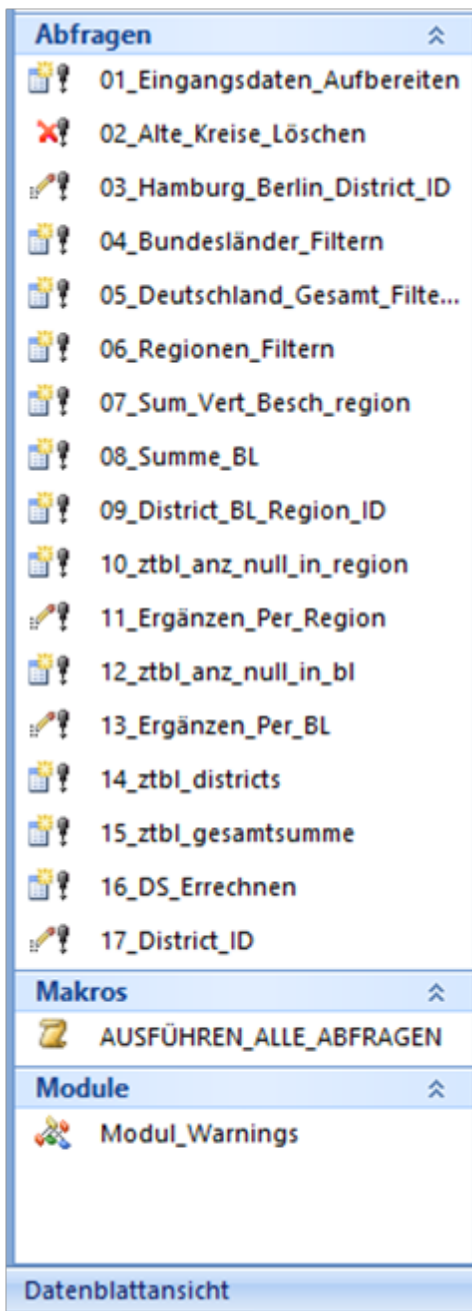 Abfragen
01_Eingangsdaten_Aufbereiten
02_Alte_Kreise_Löschen
03_Hamburg_Berlin_District_ID
04_Bundesländer_Filtern
05_Deutschland_Gesamt_Filte...
06_Regionen_Filtern
07_Sum_Vert_Besch_region
08_Summe_BL
09_District_BL_Region_ID
10_ztbl_anz_null_in_region
11_Ergänzen_Per_Region
12_ztbl_anz_null_in_bl
13_Ergänzen_Per_BL
14_ztbl_districts
15_ztbl_gesamtsumme
16_DS_Errechnen
17_District_ID
Makros
AUSFÜHREN_ALLE_ABFRAGEN
Module
Modul_Warnings
Datenblattansicht